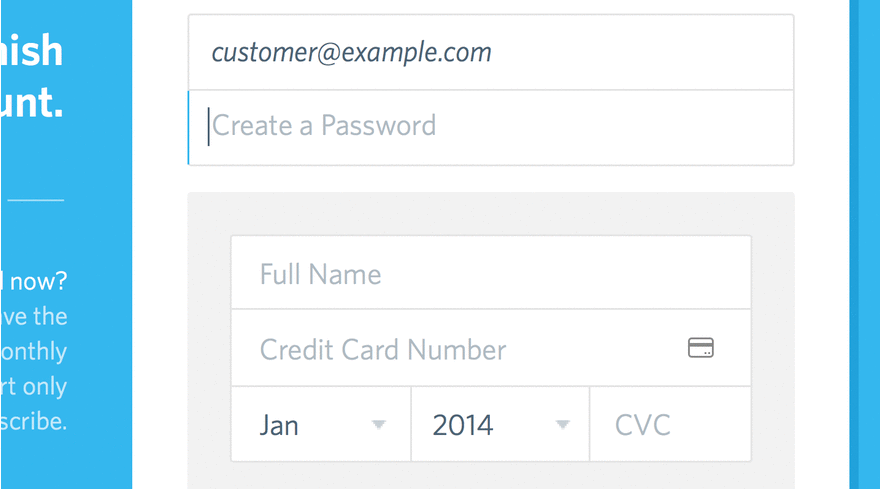 nish
unt.
now?
ve the
onthly
rt only
scribe.
customer@example.com
Create a Password
Full Name
Credit Card Number
Jan
2014
CVC